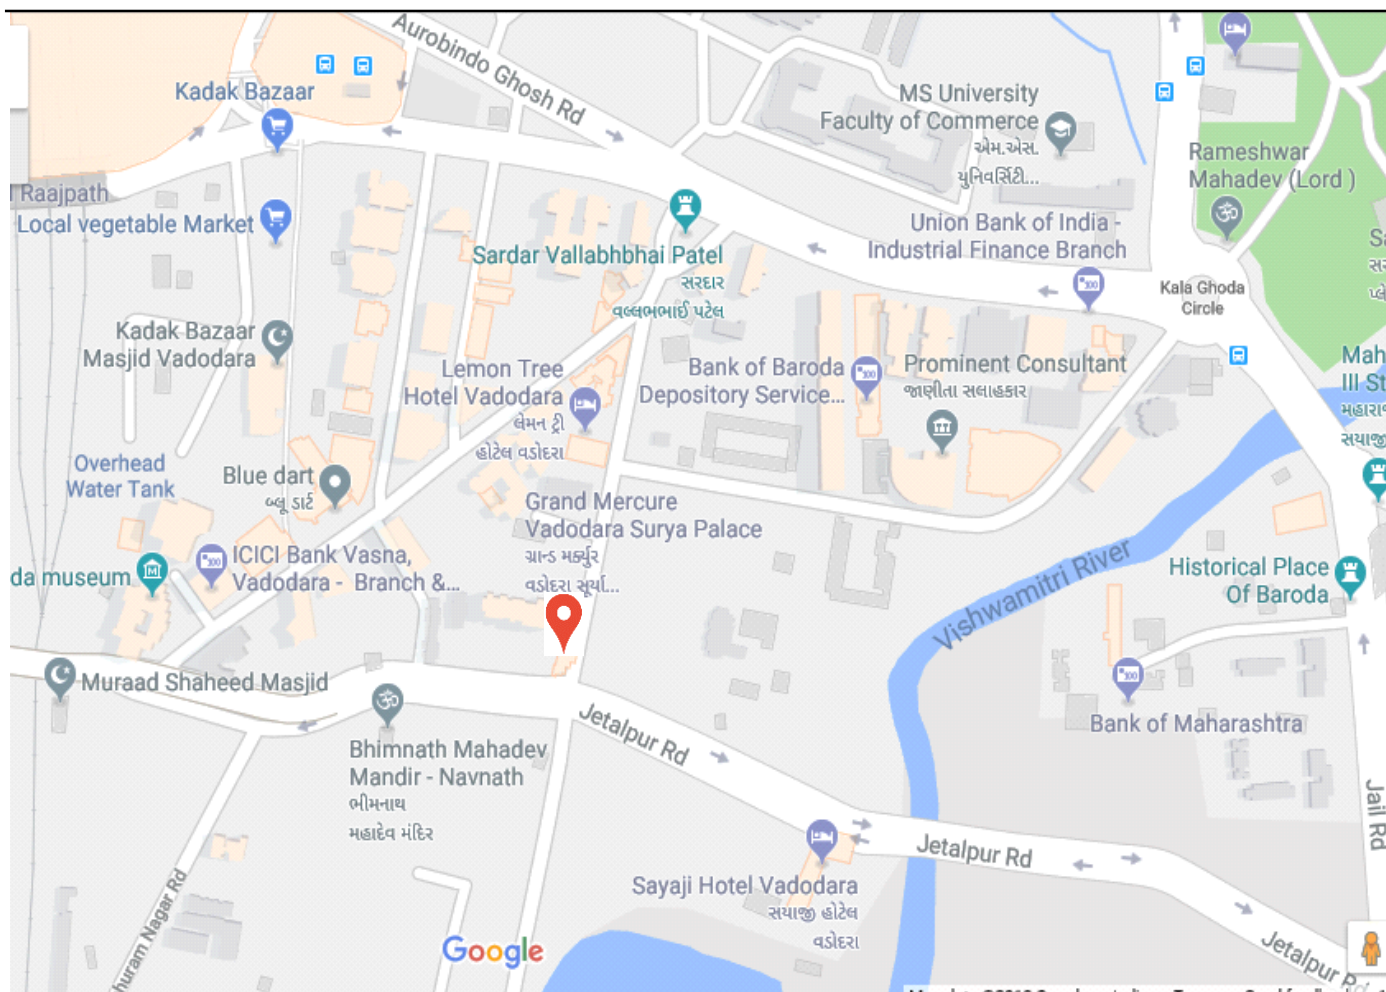 Aurobindo Ghosh Rd
Kadak Bazaar
MS University
Faculty of Commerce
એમ.એસ.
યુનિવર્સિટી...
Rameshwar
Mahadev (Lord )
Raajpath
Local vegetable Market
Union Bank of India -
Industrial Finance Branch
Sardar Vallabhbhai Patel
સરદાર
વલ્લભભાઈ પટેલ
Kala Ghoda
Circle
Kadak Bazaar
Masjid Vadodara
Lemon Tree
Hotel Vadodara
લેમન ટ્રી
હોટેલ વડોદરા
Bank of Baroda
Depository Service...
Prominent Consultant
જાણીતા સલાહકાર
Mah
III St
Overhead
Water Tank
Blue dart
બ્લૂ ડાર્ટ
Grand Mercure
Vadodara Surya Palace
ગ્રાન્ડ મર્ક્યુર
વડોદરા સૂર્યા...
ICICI Bank Vasna,
Vadodara - Branch &...
da museum
Vishwamitri River
Historical Place
Of Baroda
Muraad Shaheed Masjid
Jetalpur Rd
Bank of Maharashtra
Bhimnath Mahadev
Mandir - Navnath
ભીમનાથ
મહાદેવ મંદિર
Jail Rd
Jetalpur Rd
Sayaji Hotel Vadodara
સયાજી હોટેલ
વડોદરા
huram Nagar Rd
Google
Jetalpur Rd